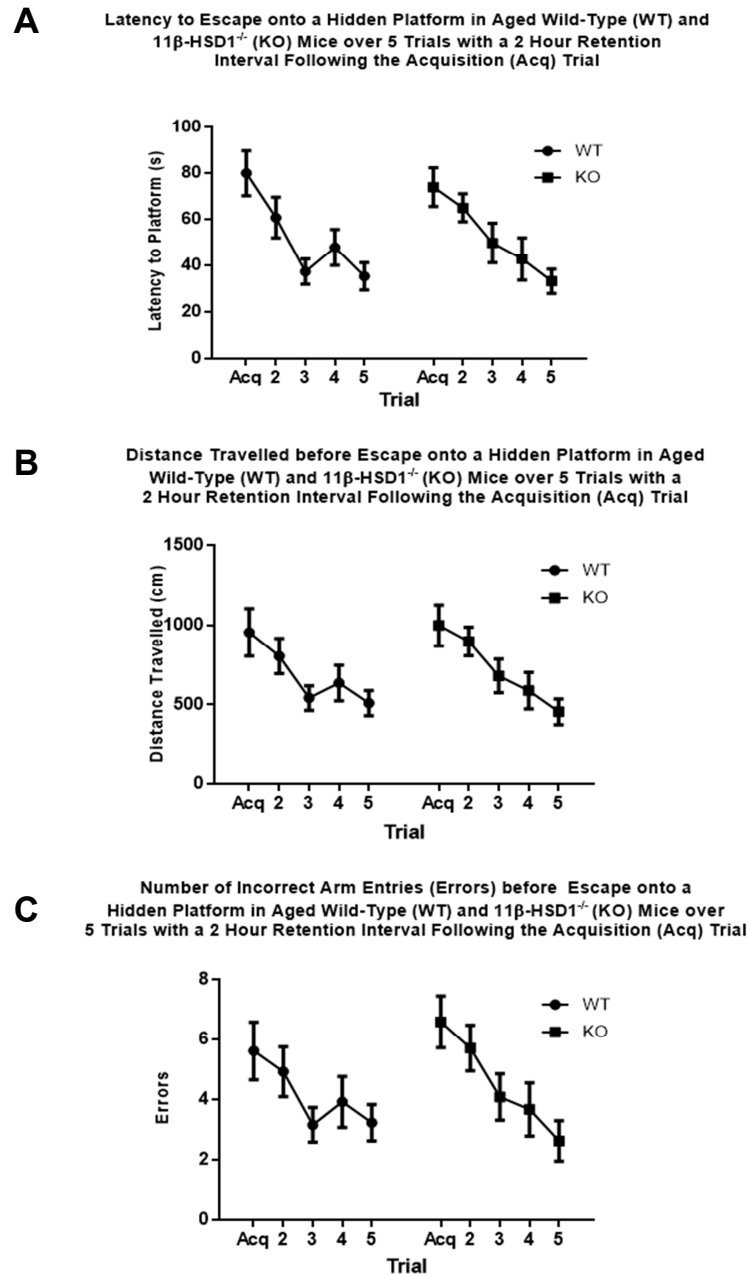 A
Latency to Escape onto a Hidden Platform in Aged Wild-Type (WT) and
11β-HSD1-/- (KO) Mice over 5 Trials with a 2 Hour Retention
Interval Following the Acquisition (Acq) Trial
Latency to Platform (s)
100
80
60
40
20
0
WT
KO
Acq 2 3 4 5 Acq 2 3 4 5
Trial
B
Distance Travelled before Escape onto a Hidden Platform in Aged
Wild-Type (WT) and 11β-HSD1-/- (KO) Mice over 5 Trials with a
2 Hour Retention Interval Following the Acquisition (Acq) Trial
Distance Travelled (cm)
1500
1000
500
0
WT
KO
Acq 2 3 4 5 Acq 2 3 4 5
Trial
C
Number of Incorrect Arm Entries (Errors) before Escape onto a
Hidden Platform in Aged Wild-Type (WT) and 11β-HSD1-/- (KO) Mice over
5 Trials with a 2 Hour Retention Interval Following the Acquisition (Acq) Trial
Errors
8
6
4
2
0
WT
KO
Acq 2 3 4 5 Acq 2 3 4 5
Trial